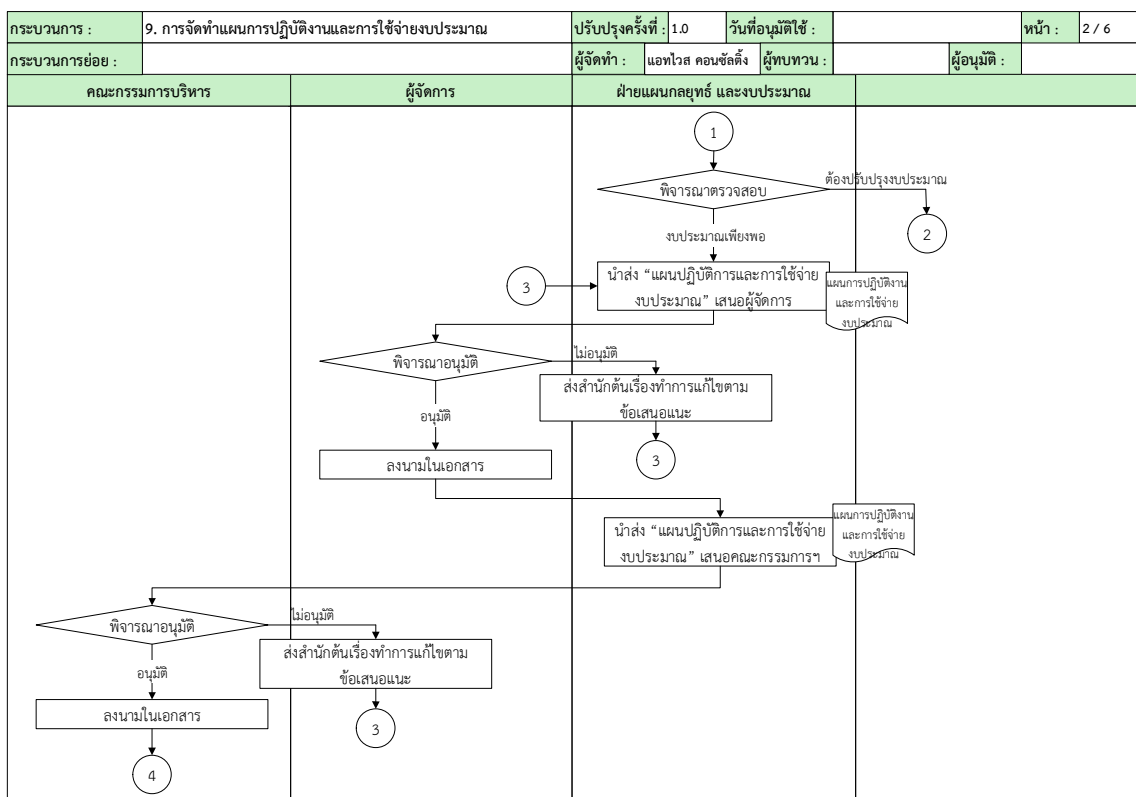 กระบวนการ : 9. การจัดทำแผนการปฏิบัติงานและการใช้จ่ายงบประมาณ ปรับปรุงครั้งที่ : 1.0 วันที่อนุมัติใช้ : หน้า : 2 / 6
กระบวนการย่อย : ผู้จัดทำ : แอทไวส คอนซัลติ้ง ผู้ทบทวน : ผู้อนุมัติ :
คณะกรรมการบริหาร ผู้จัดการ ฝ่ายแผนกลยุทธ์ และงบประมาณ
1
พิจารณาตรวจสอบ
ต้องปรับปรุงงบประมาณ
2
งบประมาณเพียงพอ
3
นำส่ง “แผนปฏิบัติการและการใช้จ่าย
งบประมาณ” เสนอผู้จัดการ
แผนการปฏิบัติงาน
และการใช้จ่าย
งบประมาณ
พิจารณาอนุมัติ
ไม่อนุมัติ
ส่งสำนักต้นเรื่องทำการแก้ไขตาม
ข้อเสนอแนะ
3
อนุมัติ
ลงนามในเอกสาร
นำส่ง “แผนปฏิบัติการและการใช้จ่าย
งบประมาณ” เสนอคณะกรรมการฯ
แผนการปฏิบัติงาน
และการใช้จ่าย
งบประมาณ
พิจารณาอนุมัติ
ไม่อนุมัติ
ส่งสำนักต้นเรื่องทำการแก้ไขตาม
ข้อเสนอแนะ
3
อนุมัติ
ลงนามในเอกสาร
4